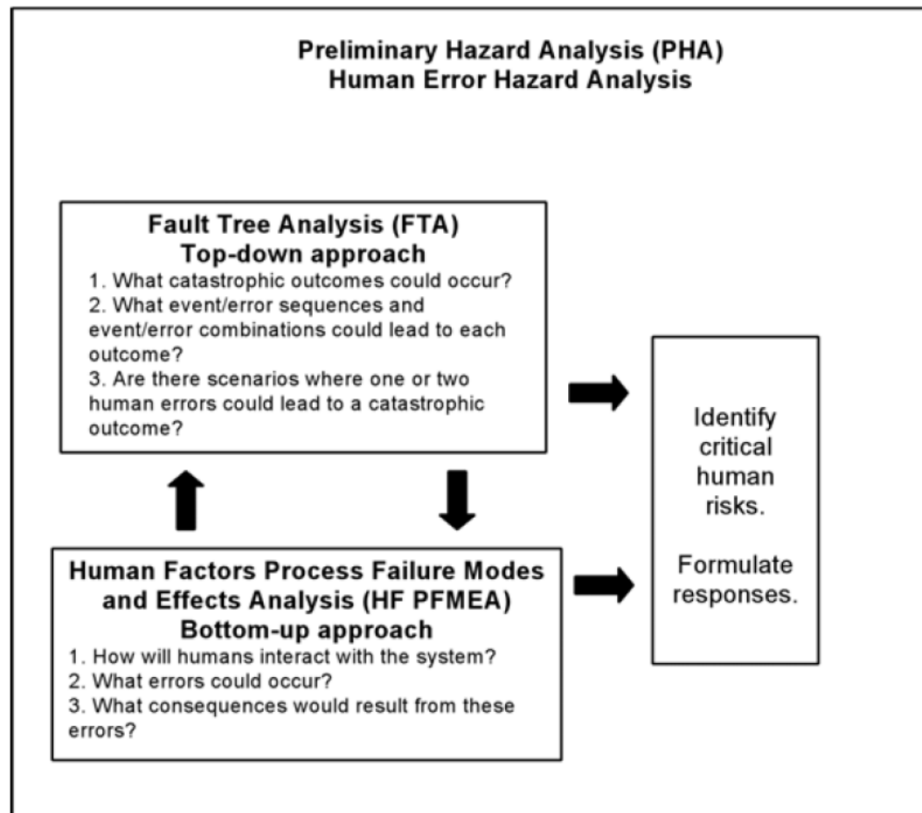 Preliminary Hazard Analysis (PHA)
Human Error Hazard Analysis
Fault Tree Analysis (FTA)
Top-down approach
1. What catastrophic outcomes could occur?
2. What event/error sequences and
event/error combinations could lead to each
outcome?
3. Are there scenarios where one or two
human errors could lead to a catastrophic
outcome?
Human Factors Process Failure Modes
and Effects Analysis (HF PFMEA)
Bottom-up approach
1. How will humans interact with the system?
2. What errors could occur?
3. What consequences would result from these
errors?
Identify
critical
human
risks.
Formulate
responses.